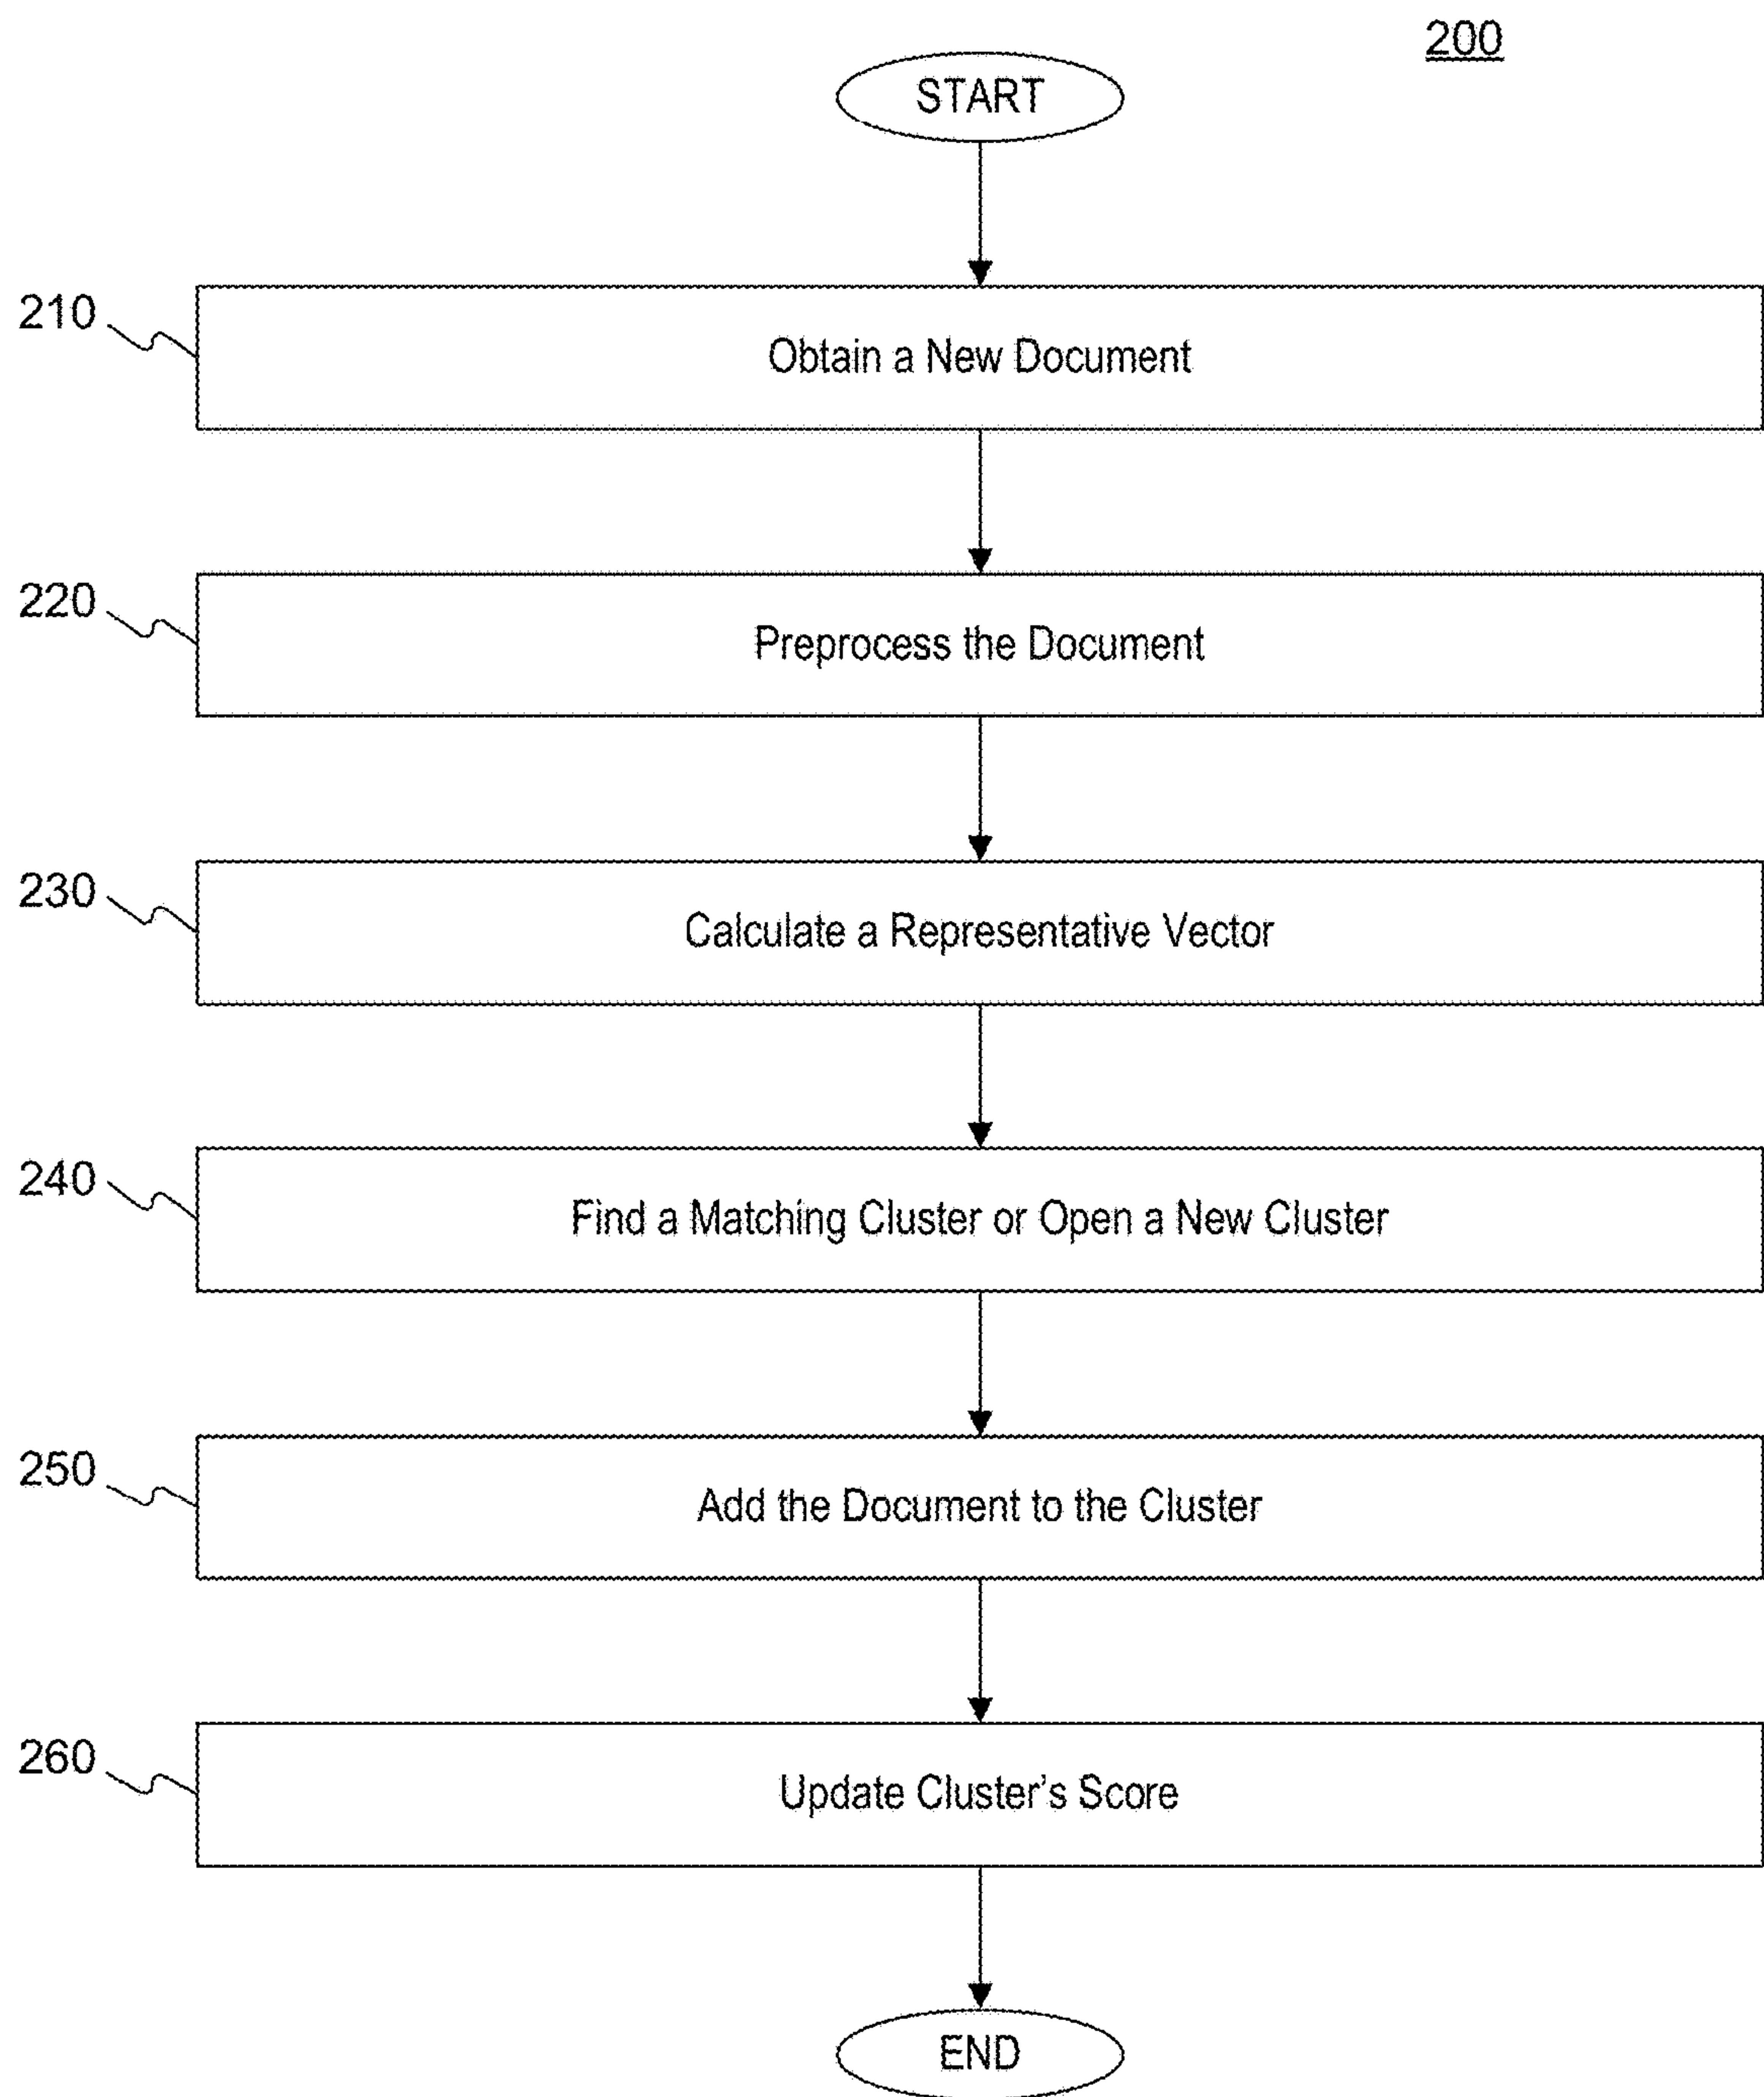 200
START
210
Obtain a New Document
220
Preprocess the Document
230
Calculate a Representative Vector
240
Find a Matching Cluster or Open a New Cluster
250
Add the Document to the Cluster
260
Update Cluster's Score
END